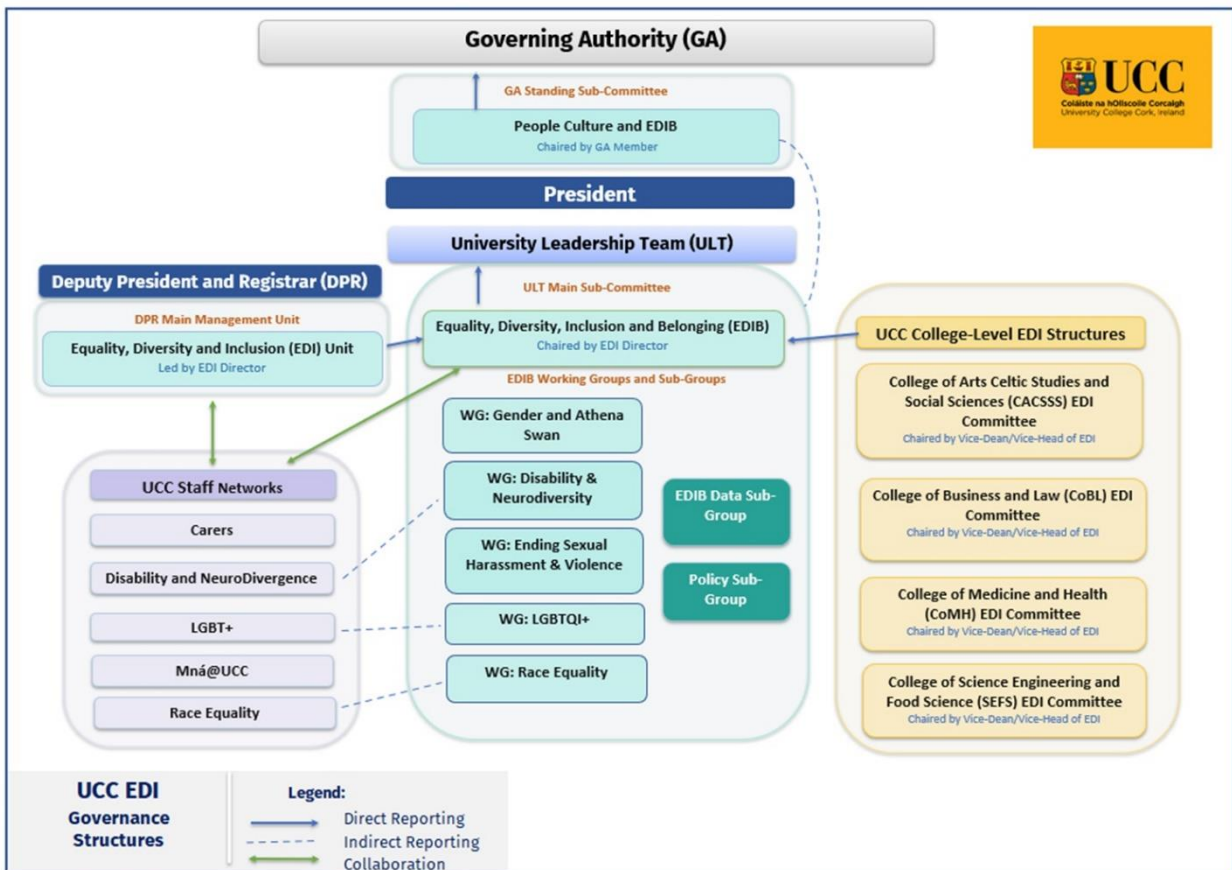 Governing Authority (GA)
UCC
Coláiste na hOllscoile Corcaigh
University College Cork, Ireland
GA Standing Sub-Committee
People Culture and EDIB
Chaired by GA Member
President
University Leadership Team (ULT)
Deputy President and Registrar (DPR)
DPR Main Management Unit
Equality, Diversity and Inclusion (EDI) Unit
Led by EDI Director
ULT Main Sub-Committee
Equality, Diversity, Inclusion and Belonging (EDIB)
Chaired by EDI Director
EDIB Working Groups and Sub-Groups
WG: Gender and Athena
Swan
WG: Disability &
Neurodiversity
WG: Ending Sexual
Harassment & Violence
WG: LGBTQI+
WG: Race Equality
EDIB Data Sub-
Group
Policy Sub-
Group
UCC College-Level EDI Structures
College of Arts Celtic Studies and
Social Sciences (CACSSS) EDI
Committee
Chaired by Vice-Dean/Vice-Head of EDI
College of Business and Law (CoBL) EDI
Committee
Chaired by Vice-Dean/Vice-Head of EDI
College of Medicine and Health
(CoMH) EDI Committee
Chaired by Vice-Dean/Vice-Head of EDI
College of Science Engineering and
Food Science (SEFS) EDI Committee
Chaired by Vice-Dean/Vice-Head of EDI
UCC Staff Networks
Carers
Disability and NeuroDivergence
LGBT+
Mná@UCC
Race Equality
UCC EDI
Governance
Structures
Legend:
Direct Reporting
Indirect Reporting
Collaboration